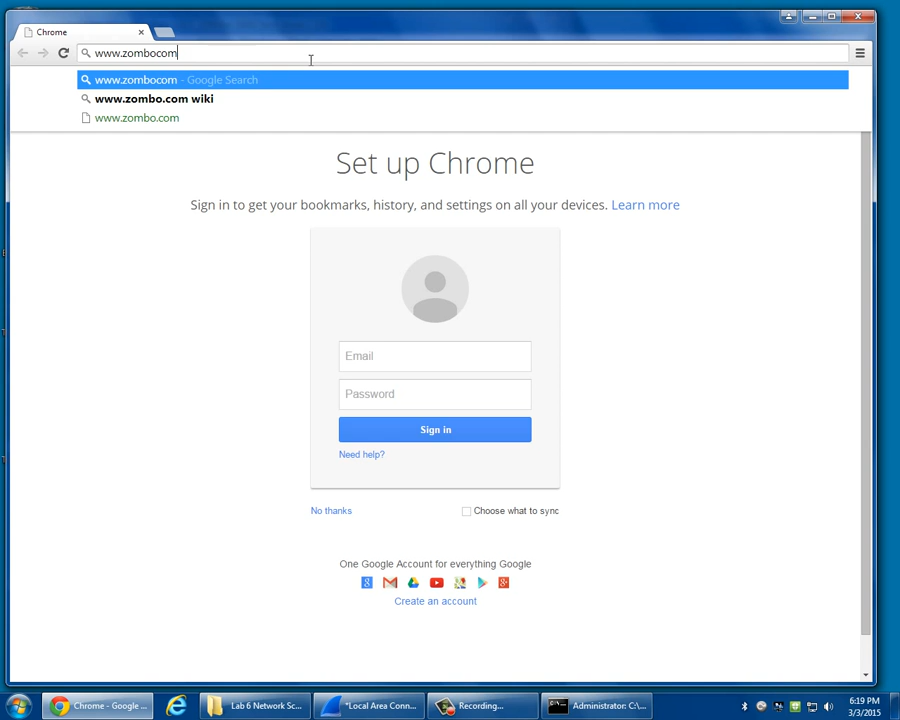 Chrome
www.zombocom
www.zombocom - Google Search
www.zombo.com wiki
www.zombo.com
Set up Chrome
Sign in to get your bookmarks, history, and settings on all your devices. Learn more
Email
Password
Sign in
Need help?
No thanks
Choose what to sync
One Google Account for everything Google
Create an account
Chrome - Google ...
Lab 6 Network Sc...
*Local Area Conn...
Recording...
Administrator: C:\...
6:19 PM
3/3/2015